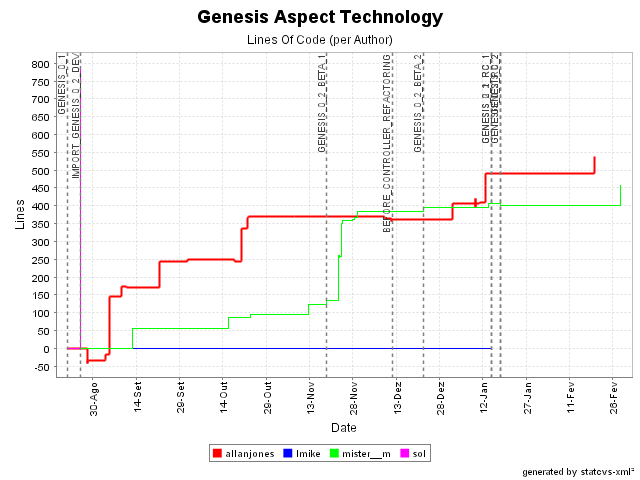 Genesis Aspect Technology
Lines Of Code (per Author)
Lines
800
750
700
650
600
550
500
450
400
350
300
250
200
150
100
50
0
-50
GENESIS_0_1
IMPORT_GENESIS_0_2_DEV
GENESIS_0_2_BETA_1
BEFORE_CONTROLLER_REFACTORING
GENESIS_0_2_BETA_2
30-Ago
14-Set
29-Set
14-Out
29-Out
13-Nov
28-Nov
13-Dez
28-Dez
12-Jan
27-Jan
11-Fev
26-Fev
Date
allanjones
lmike
mister__m
sol
generated by statcvs-xml²